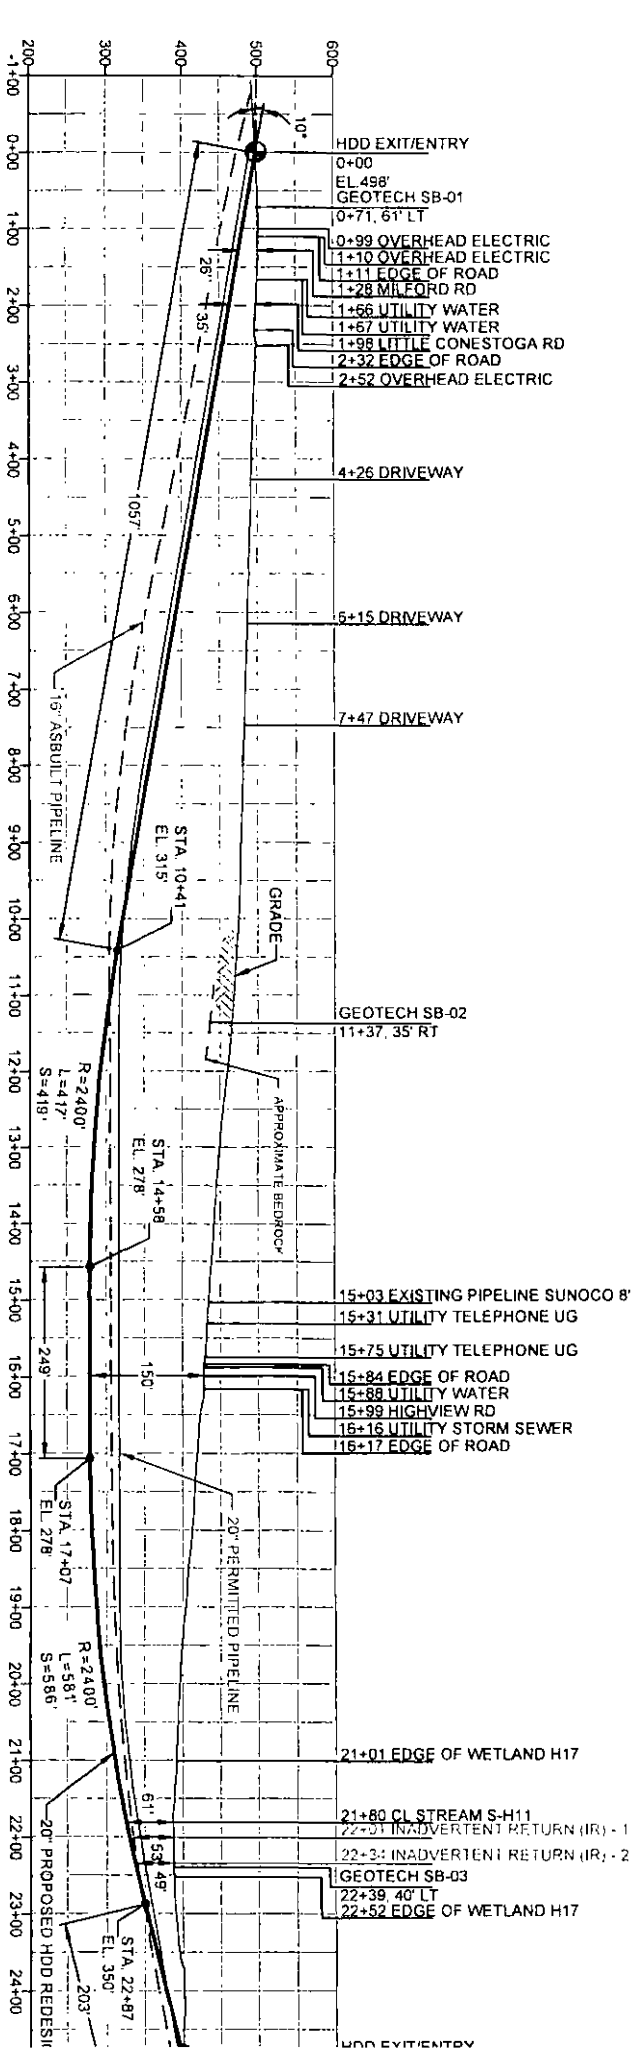 200
300
400
500
600
-1+00
0+00
1+00
2+00
3+00
4+00
5+00
6+00
7+00
8+00
9+00
10+00
11+00
12+00
13+00
14+00
15+00
16+00
17+00
18+00
19+00
20+00
21+00
22+00
23+00
24+00
10°
HDD EXIT/ENTRY
0+00
EL.498'
GEOTECH SB-01
0+71, 61' LT
0+99 OVERHEAD ELECTRIC
1+10 OVERHEAD ELECTRIC
1+11 EDGE OF ROAD
1+28 MILFORD RD
1+66 UTILITY WATER
1+67 UTILITY WATER
1+98 LITTLE CONESTOGA RD
2+32 EDGE OF ROAD
2+52 OVERHEAD ELECTRIC
26'
35'
4+26 DRIVEWAY
1057'
6+15 DRIVEWAY
7+47 DRIVEWAY
16" ASBUILT PIPELINE
STA. 10+41
EL. 315'
GRADE
GEOTECH SB-02
11+37, 35' RT
APPROXIMATE BEDROCK
R=2400'
L=417'
S=419'
STA. 14+58
EL. 278'
15+03 EXISTING PIPELINE SUNOCO 8"
15+31 UTILITY TELEPHONE UG
15+75 UTILITY TELEPHONE UG
15+84 EDGE OF ROAD
15+88 UTILITY WATER
15+99 HIGHVIEW RD
16+16 UTILITY STORM SEWER
16+17 EDGE OF ROAD
249'
150'
STA. 17+07
EL. 278'
20" PERMITTED PIPELINE
R=2400'
L=581'
S=586'
21+01 EDGE OF WETLAND H17
21+80 CL STREAM S-H11
22+01 INADVERTENT RETURN (IR) - 1
22+34 INADVERTENT RETURN (IR) - 2
GEOTECH SB-03
22+39, 40' LT
22+52 EDGE OF WETLAND H17
61'
53'
49'
20" PROPOSED HDD REDESIG
STA. 22+87
EL. 350'
203'
HDD EXIT/ENTRY